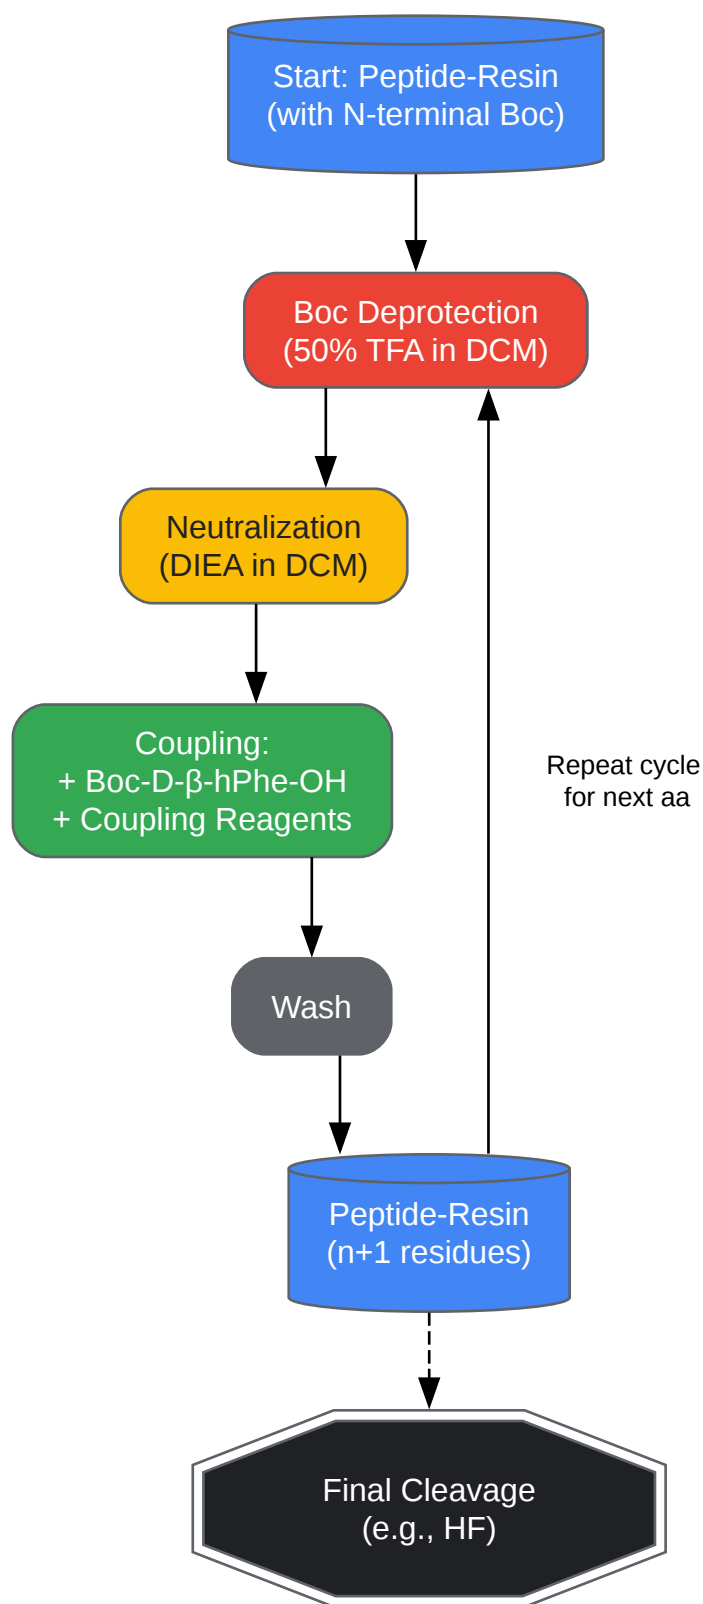 Start: Peptide-Resin
(with N-terminal Boc)
Boc Deprotection
(50% TFA in DCM)
Neutralization
(DIEA in DCM)
Coupling:
+ Boc-D-β-hPhe-OH
+ Coupling Reagents
Repeat cycle
for next aa
Wash
Peptide-Resin
(n+1 residues)
Final Cleavage
(e.g., HF)